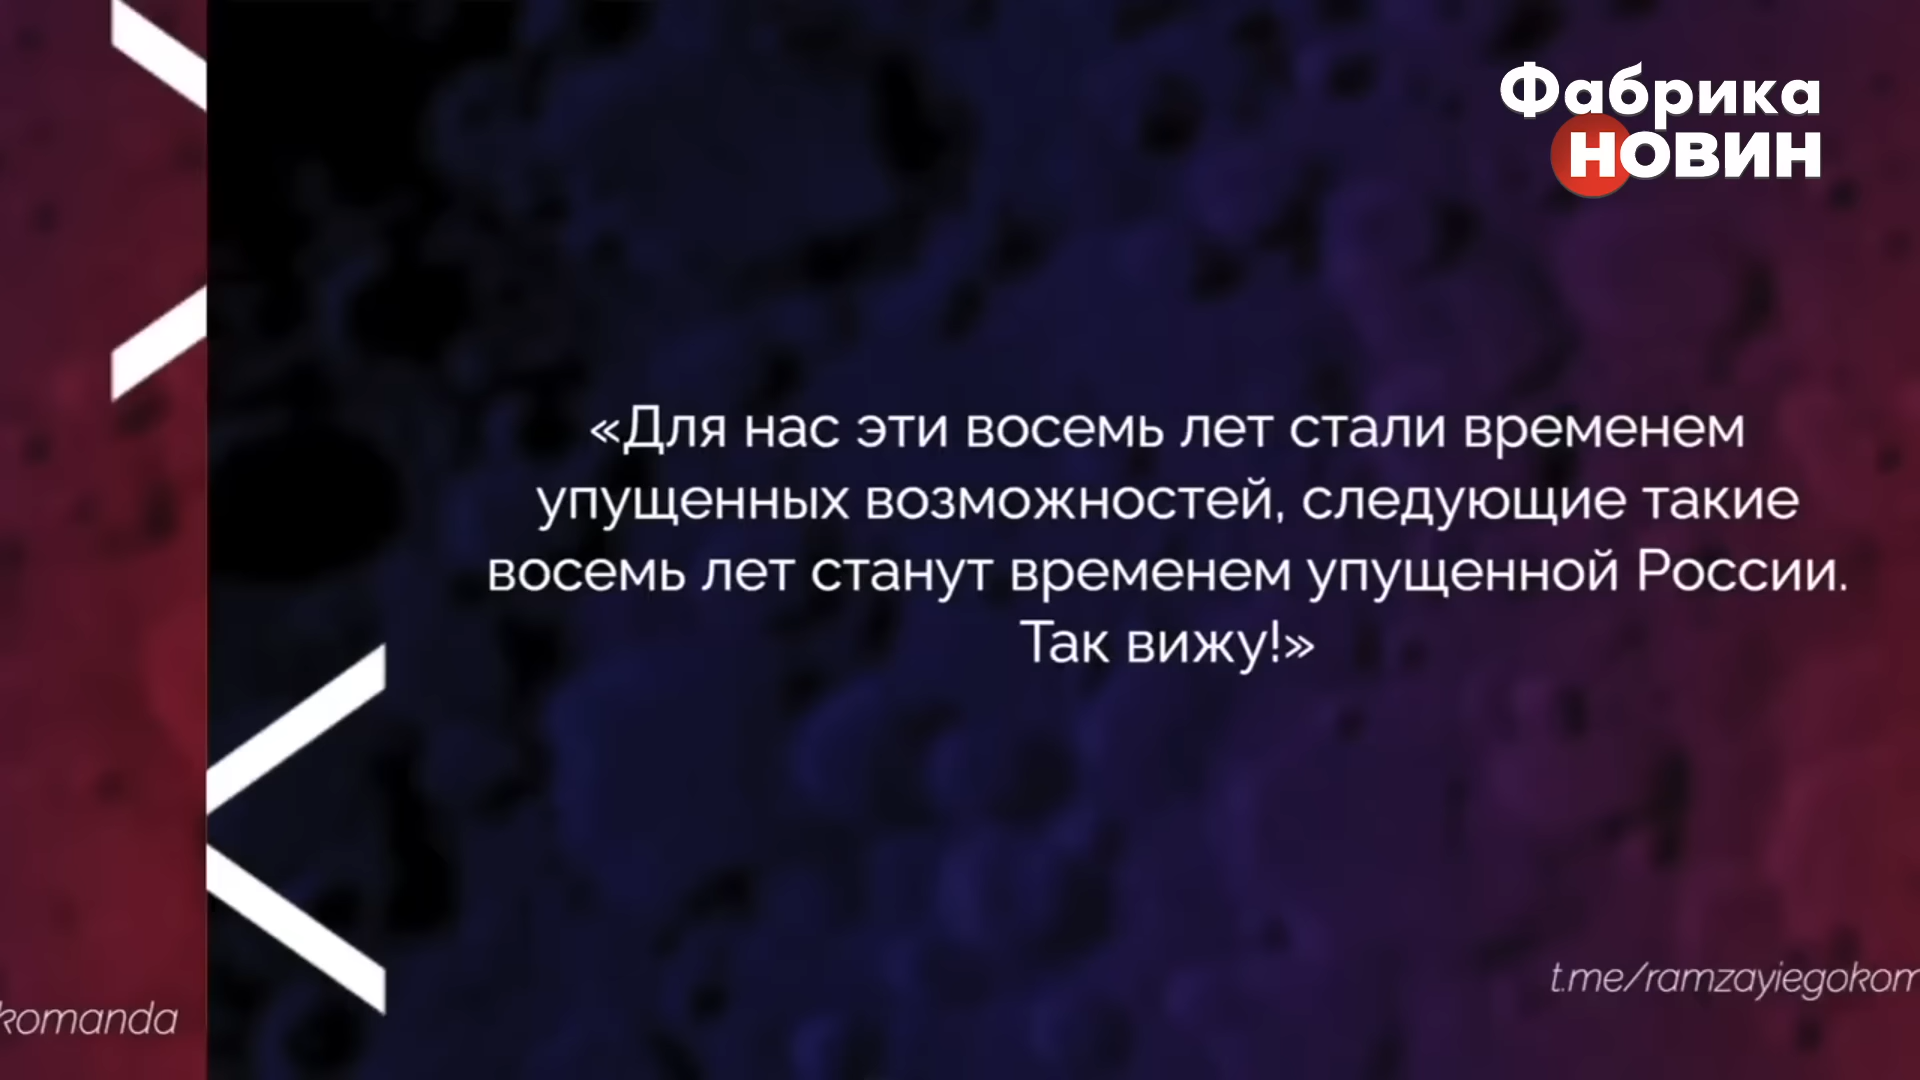 Фабрика
новин
«Для нас эти восемь лет стали временем
упущенных возможностей, следующие такие
восемь лет станут временем упущенной России.
Так вижу!»
t.me/ramzayiegokom
komanda